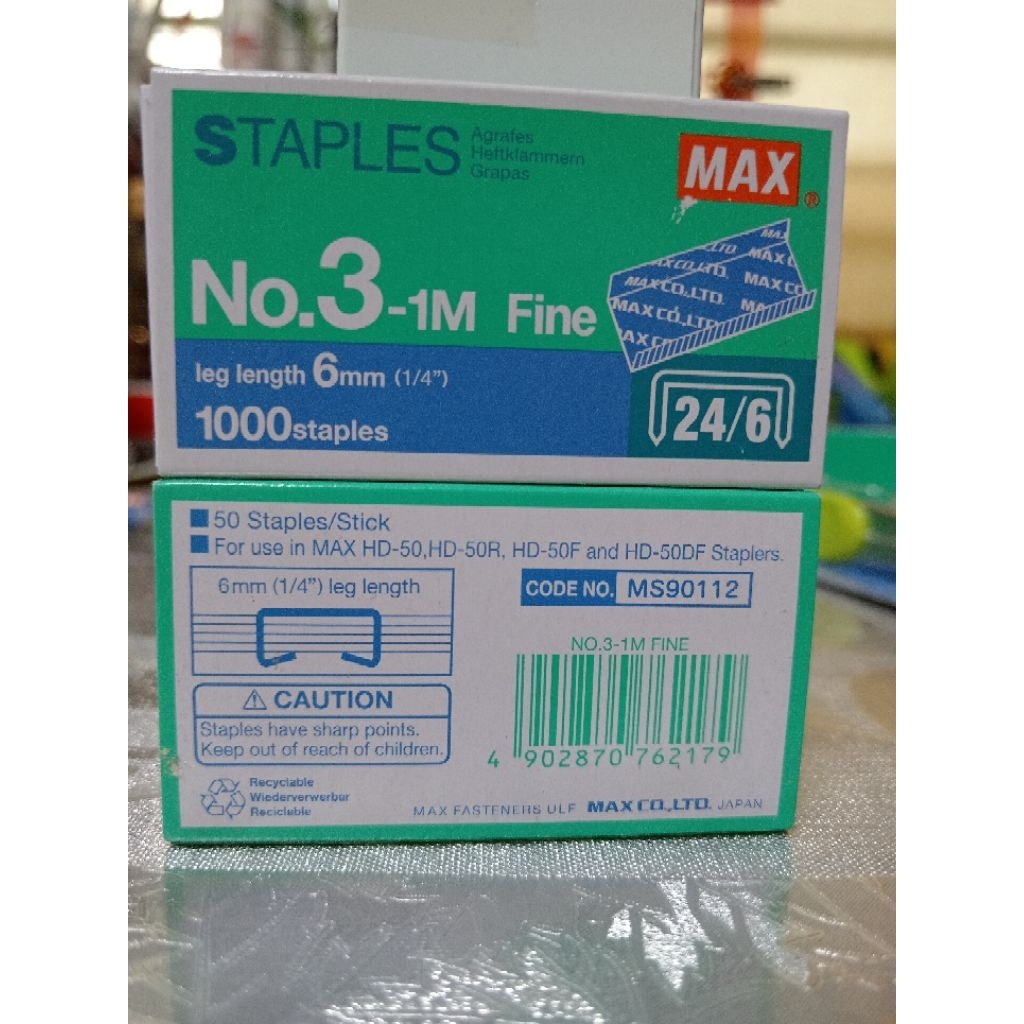 STAPLES
Agrafes
Heftklammern
Grapas
MAX®
No.3-1M Fine
MAX CO.,LTD.
leg length 6mm (1/4")
1000staples
24/6
50 Staples/Stick
For use in MAX HD-50,HD-50R, HD-50F and HD-50DF Staplers.
6mm (1/4") leg length
CODE NO. MS90112
NO.3-1M FINE
4 902870 762179
⚠ CAUTION
Staples have sharp points.
Keep out of reach of children.
Recyclable
Wiederverwerbar
Reciclable
MAX FASTENERS ULF MAX CO.,LTD. JAPAN